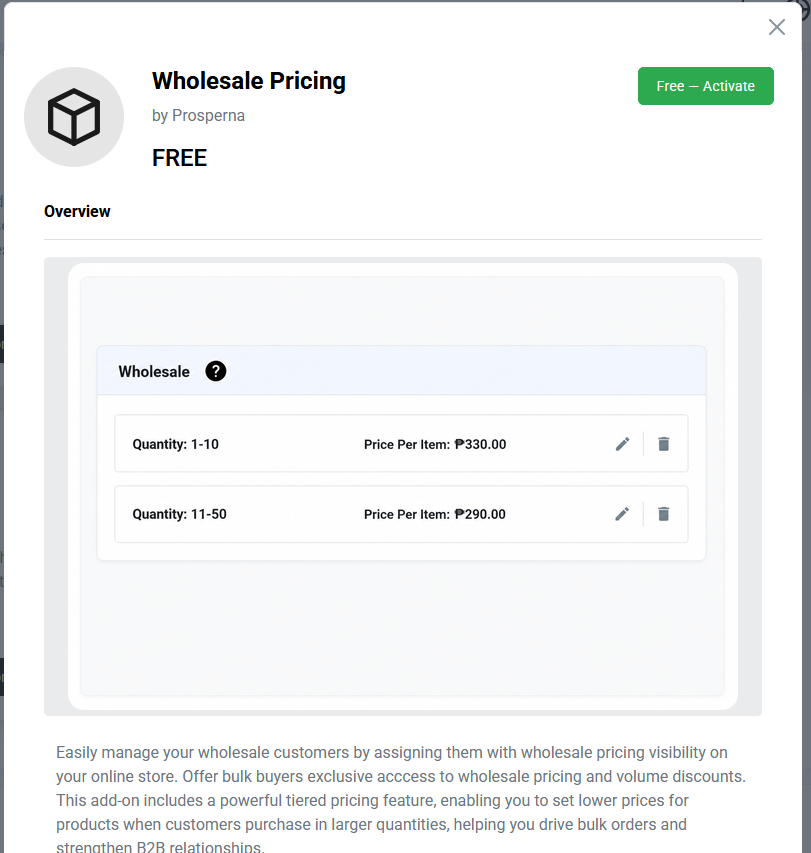 Wholesale Pricing
Free — Activate
by Prosperna
FREE
Overview
Wholesale ?
Quantity: 1-10 Price Per Item: ₱330.00
Quantity: 11-50 Price Per Item: ₱290.00
Easily manage your wholesale customers by assigning them with wholesale pricing visibility on
your online store. Offer bulk buyers exclusive acccess to wholesale pricing and volume discounts.
This add-on includes a powerful tiered pricing feature, enabling you to set lower prices for
products when customers purchase in larger quantities, helping you drive bulk orders and
strengthen B2B relationships.